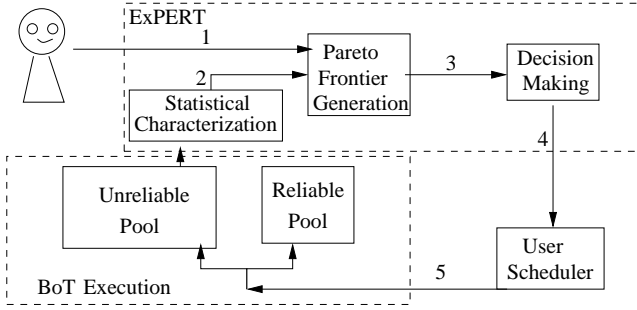 ExPERT
1
Pareto
Frontier
Generation
2
3
Decision
Making
Statistical
Characterization
4
Unreliable
Pool
Reliable
Pool
User
Scheduler
5
BoT Execution